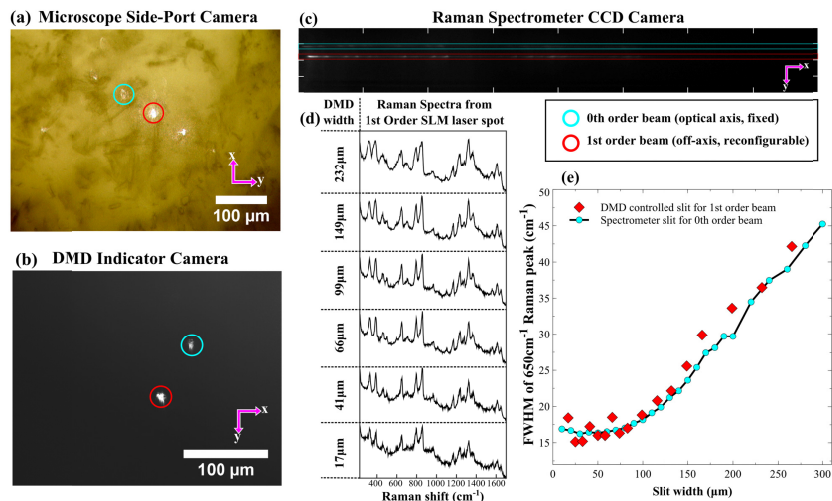 (a) Microscope Side-Port Camera
x
y
100 µm
(b) DMD Indicator Camera
x
y
100 µm
(c) Raman Spectrometer CCD Camera
x
y
(d) DMD width
Raman Spectra from 1st Order SLM laser spot
232µm
149µm
99µm
66µm
41µm
17µm
400 600 800 1000 1200 1400 1600
Raman shift (cm⁻¹)
0th order beam (optical axis, fixed)
1st order beam (off-axis, reconfigurable)
(e)
DMD controlled slit for 1st order beam
Spectrometer slit for 0th order beam
FWHM of 650cm⁻¹ Raman peak (cm⁻¹)
50
45
40
35
30
25
20
15
0 50 100 150 200 250 300
Slit width (µm)